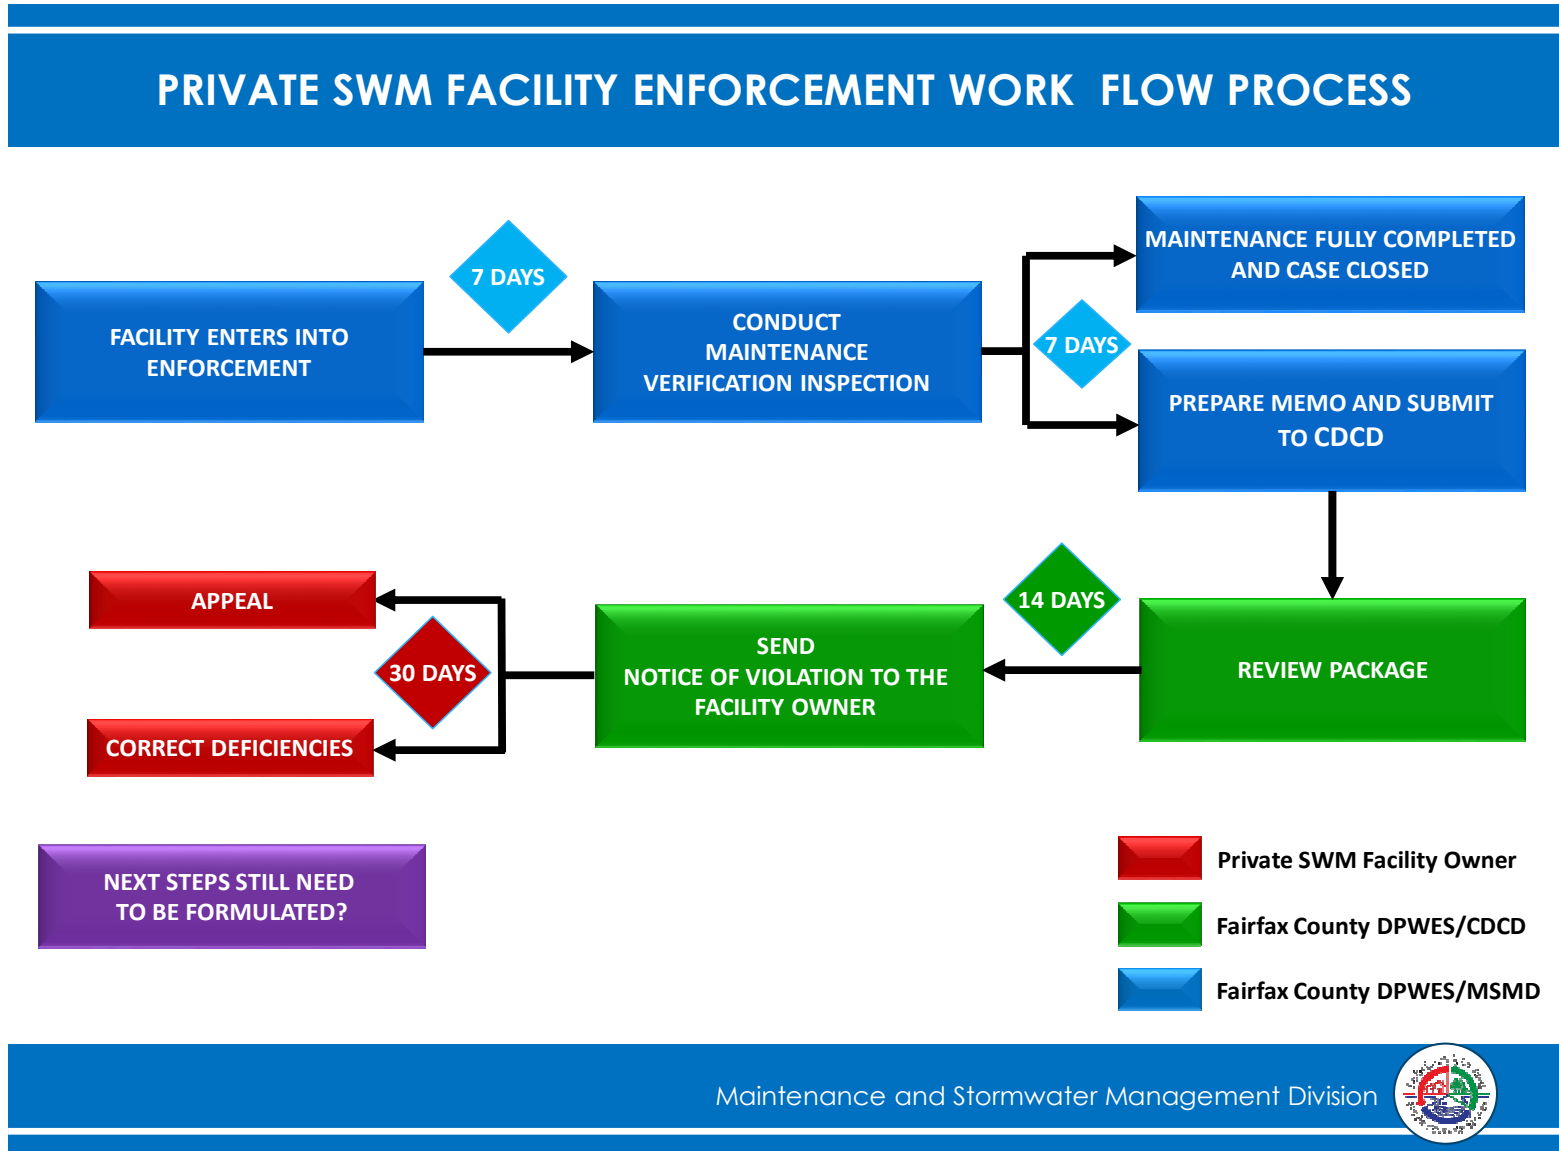 PRIVATE SWM FACILITY ENFORCEMENT WORK FLOW PROCESS
FACILITY ENTERS INTO
ENFORCEMENT
7 DAYS
CONDUCT
MAINTENANCE
VERIFICATION INSPECTION
7 DAYS
MAINTENANCE FULLY COMPLETED
AND CASE CLOSED
PREPARE MEMO AND SUBMIT
TO CDCD
REVIEW PACKAGE
14 DAYS
SEND
NOTICE OF VIOLATION TO THE
FACILITY OWNER
30 DAYS
APPEAL
CORRECT DEFICIENCIES
NEXT STEPS STILL NEED
TO BE FORMULATED?
Private SWM Facility Owner
Fairfax County DPWES/CDCD
Fairfax County DPWES/MSMD
Maintenance and Stormwater Management Division